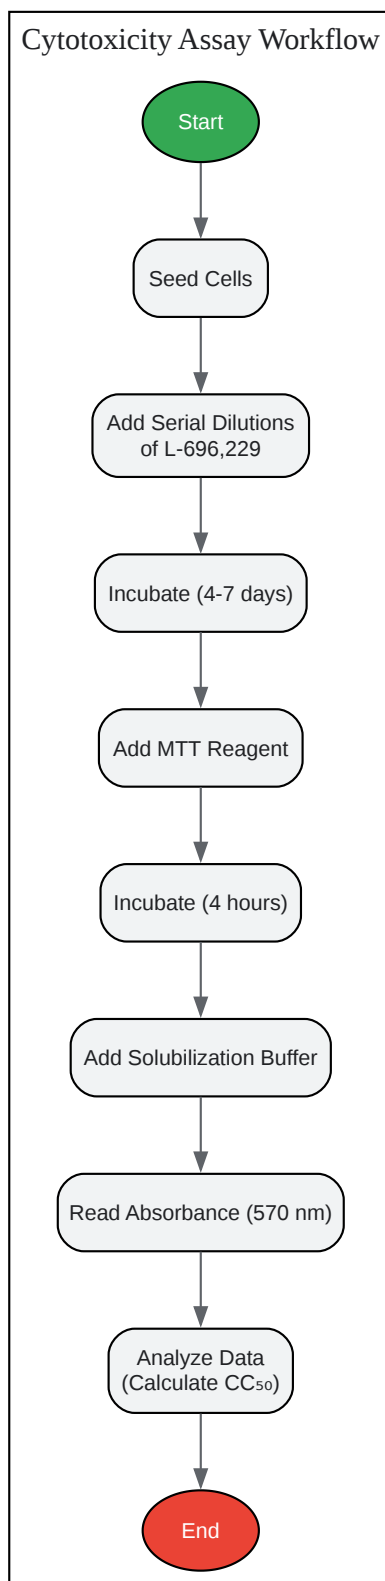 Cytotoxicity Assay Workflow
Start
Seed Cells
Add Serial Dilutions
of L-696,229
Incubate (4-7 days)
Add MTT Reagent
Incubate (4 hours)
Add Solubilization Buffer
Read Absorbance (570 nm)
Analyze Data
(Calculate CC₅₀)
End